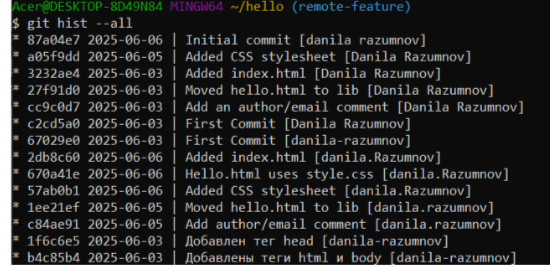 Acer@DESKTOP-8D49N84 MINGW64 ~/hello (remote-feature)
$ git hist --all
* 87a04e7 2025-06-06 | Initial commit [danila razumnov]
* a05f9dd 2025-06-05 | Added CSS stylesheet [Danila Razumnov]
* 3232ae4 2025-06-03 | Added index.html [Danila Razumnov]
* 27f91d0 2025-06-03 | Moved hello.html to lib [Danila Razumnov]
* cc9c0d7 2025-06-03 | Add an author/email comment [Danila Razumnov]
* c2cd5a0 2025-06-03 | First Commit [Danila Razumnov]
* 67029e0 2025-06-03 | First Commit [danila-razumnov]
* 2db8c60 2025-06-06 | Added index.html [danila.Razumnov]
* 670a41e 2025-06-06 | Hello.html uses style.css [danila.Razumnov]
* 57ab0b1 2025-06-06 | Added CSS stylesheet [danila.Razumnov]
* 1ee21ef 2025-06-05 | Moved hello.html to lib [danila.razumnov]
* c84ae91 2025-06-05 | Add author/email comment [danila.razumnov]
* 1f6c6e5 2025-06-03 | Добавлен тег head [danila-razumnov]
* b4c85b4 2025-06-03 | Добавлены теги html и body [danila-razumnov]